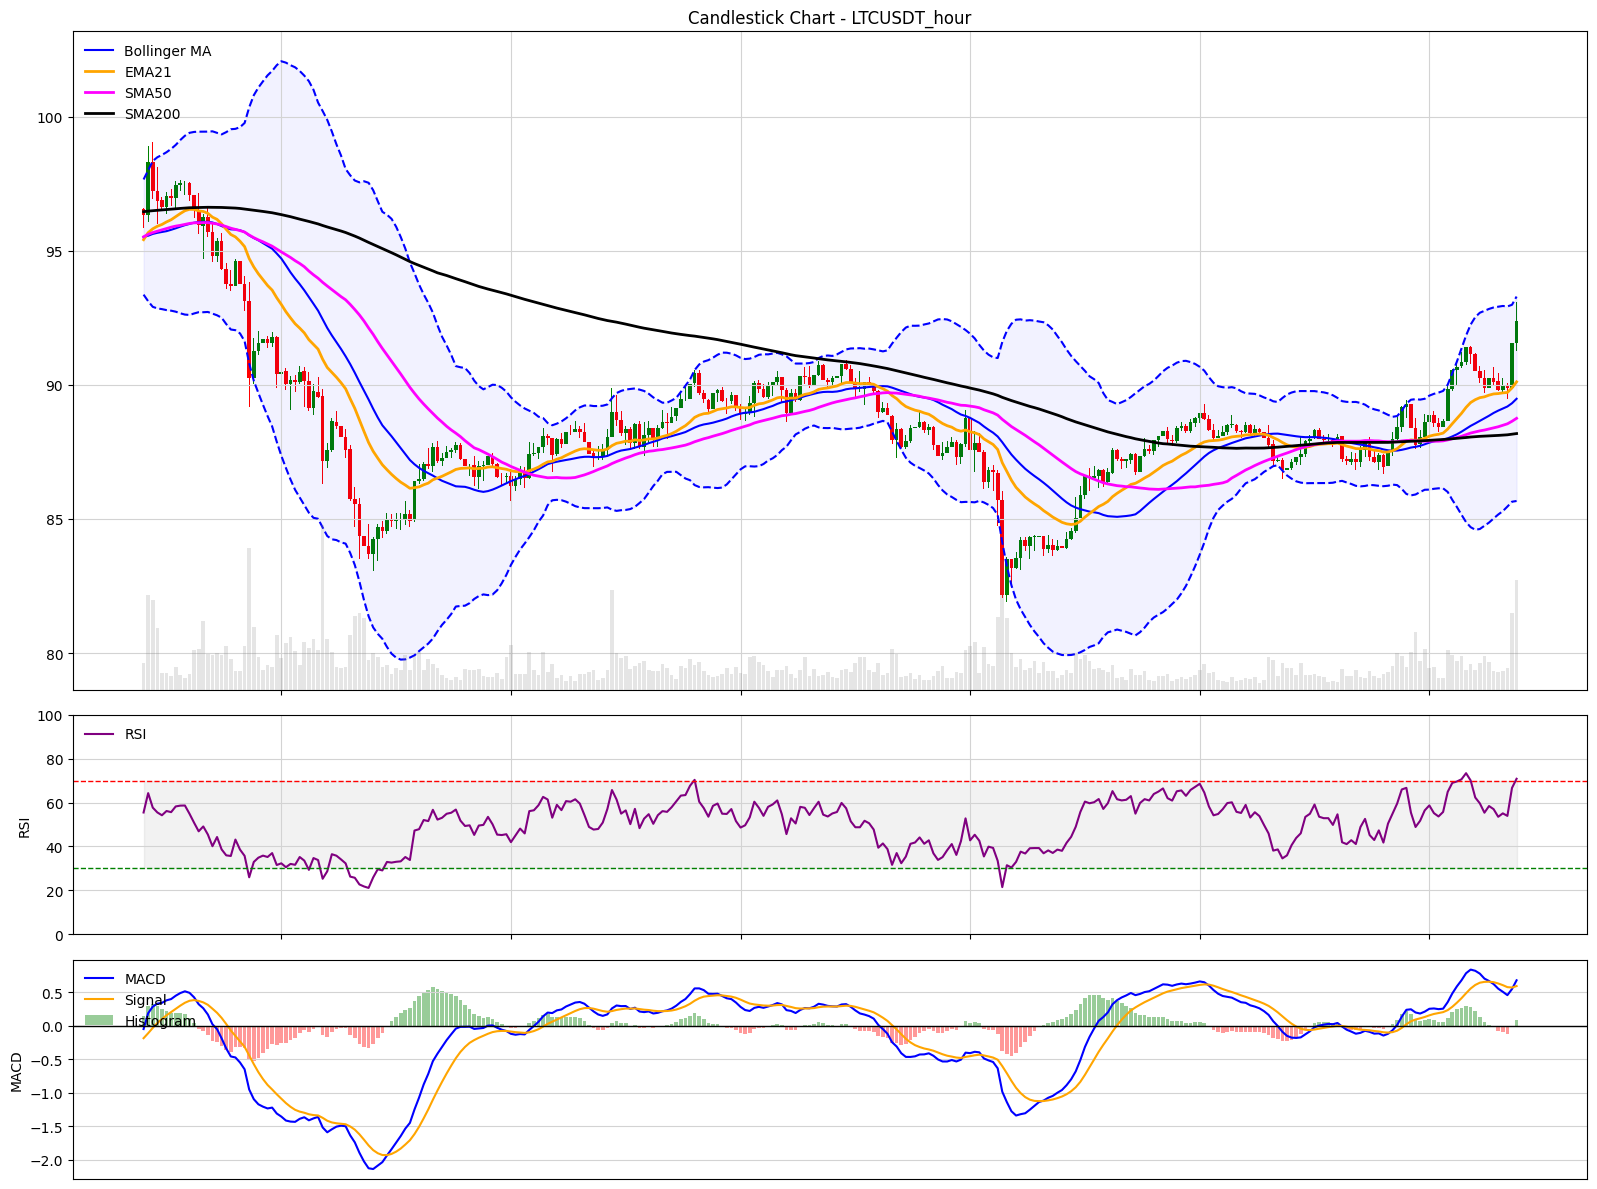 Candlestick Chart - LTCUSDT_hour
Bollinger MA
EMA21
SMA50
SMA200
100
95
90
85
80
RSI
100
80
60
40
20
0
RSI
MACD
Signal
Histogram
0.5
0.0
−0.5
−1.0
−1.5
−2.0
MACD